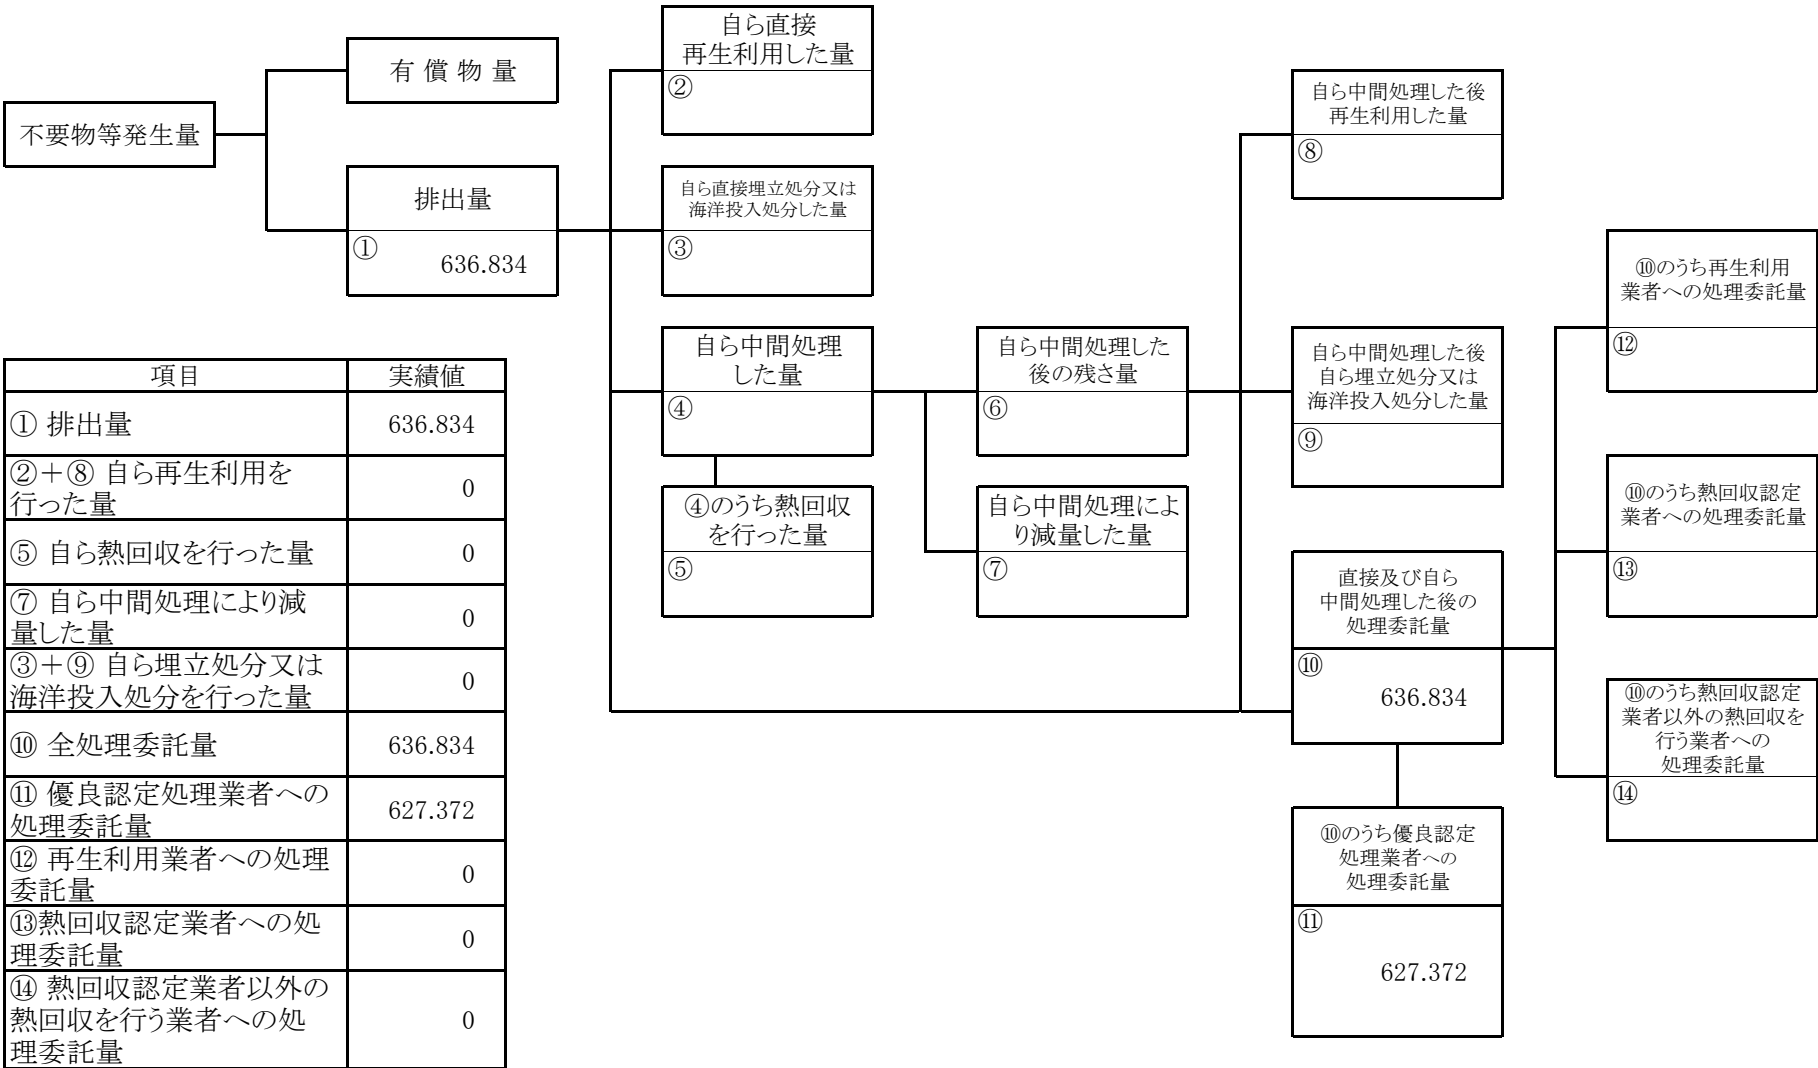 不要物等発生量
有 償 物 量
排出量
①
636.834
自ら直接
再生利用した量
②
自ら直接埋立処分又は
海洋投入処分した量
③
自ら中間処理
した量
④
④のうち熱回収
を行った量
⑤
自ら中間処理した
後の残さ量
⑥
自ら中間処理によ
り減量した量
⑦
自ら中間処理した後
再生利用した量
⑧
自ら中間処理した後
自ら埋立処分又は
海洋投入処分した量
⑨
直接及び自ら
中間処理した後の
処理委託量
⑩
636.834
⑩のうち優良認定
処理業者への
処理委託量
⑪
627.372
⑩のうち再生利用
業者への処理委託量
⑫
⑩のうち熱回収認定
業者への処理委託量
⑬
⑩のうち熱回収認定
業者以外の熱回収を
行う業者への
処理委託量
⑭
項目 実績値
① 排出量 636.834
②＋⑧ 自ら再生利用を
行った量 0
⑤ 自ら熱回収を行った量 0
⑦ 自ら中間処理により減
量した量 0
③＋⑨ 自ら埋立処分又は
海洋投入処分を行った量 0
⑩ 全処理委託量 636.834
⑪ 優良認定処理業者への
処理委託量 627.372
⑫ 再生利用業者への処理
委託量 0
⑬熱回収認定業者への処
理委託量 0
⑭ 熱回収認定業者以外の
熱回収を行う業者への処
理委託量 0